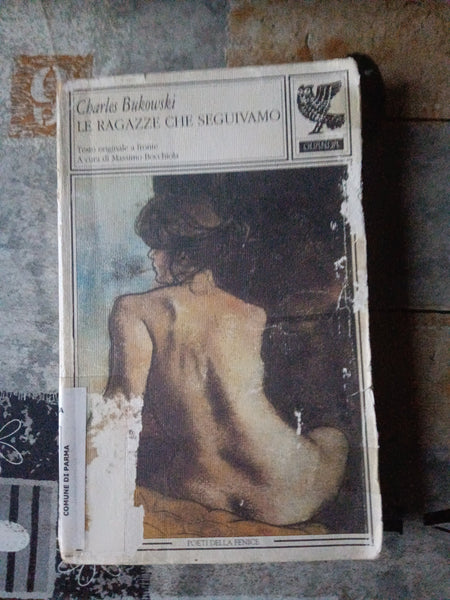 Charles Bukowski
LE RAGAZZE CHE SEGUIVAMO
Testo originale a fronte
A cura di Massimo Bocchiola
GUANDA
COMUNE DI PARMA
POETI DELLA FENICE